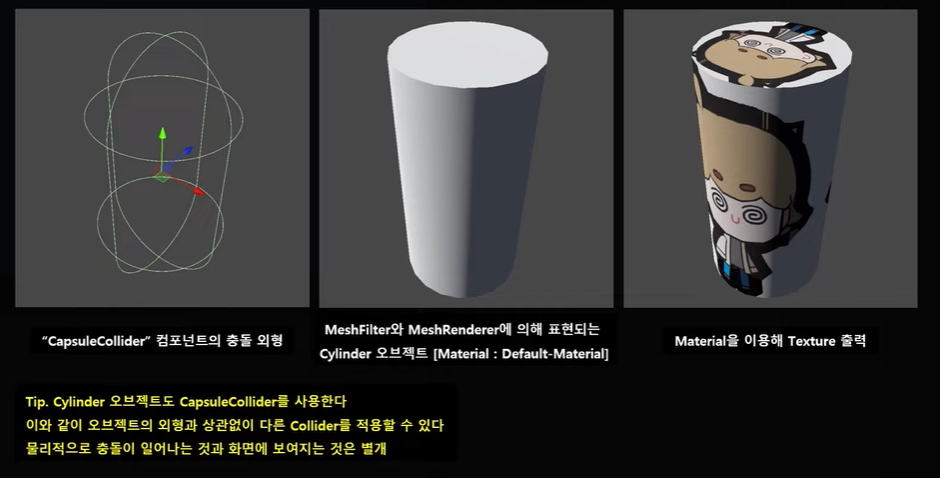 "CapsuleCollider" 컴포넌트의 충돌 외형
MeshFilter와 MeshRenderer에 의해 표현되는
Cylinder 오브젝트 [Material : Default-Material]
Material을 이용해 Texture 출력
Tip. Cylinder 오브젝트도 CapsuleCollider를 사용한다
이와 같이 오브젝트의 외형과 상관없이 다른 Collider를 적용할 수 있다
물리적으로 충돌이 일어나는 것과 화면에 보여지는 것은 별개